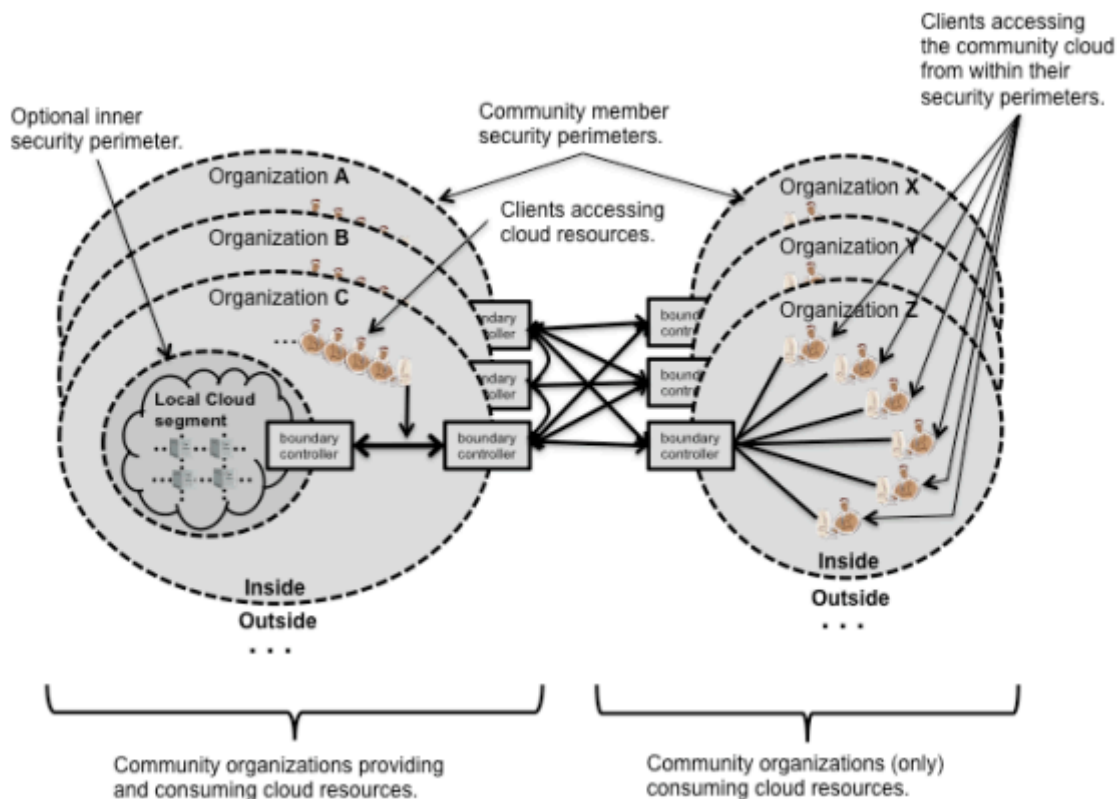 Clients accessing
the community cloud
from within their
security perimeters.
Optional inner
security perimeter.
Community member
security perimeters.
Organization A
Clients accessing
cloud resources.
Organization B
Organization C
Organization X
Organization Y
Organization Z
Local Cloud
segment
boundary
controller
boundary
controller
boundary
controller
Inside
Outside
. . .
Inside
Outside
. . .
Community organizations providing
and consuming cloud resources.
Community organizations (only)
consuming cloud resources.